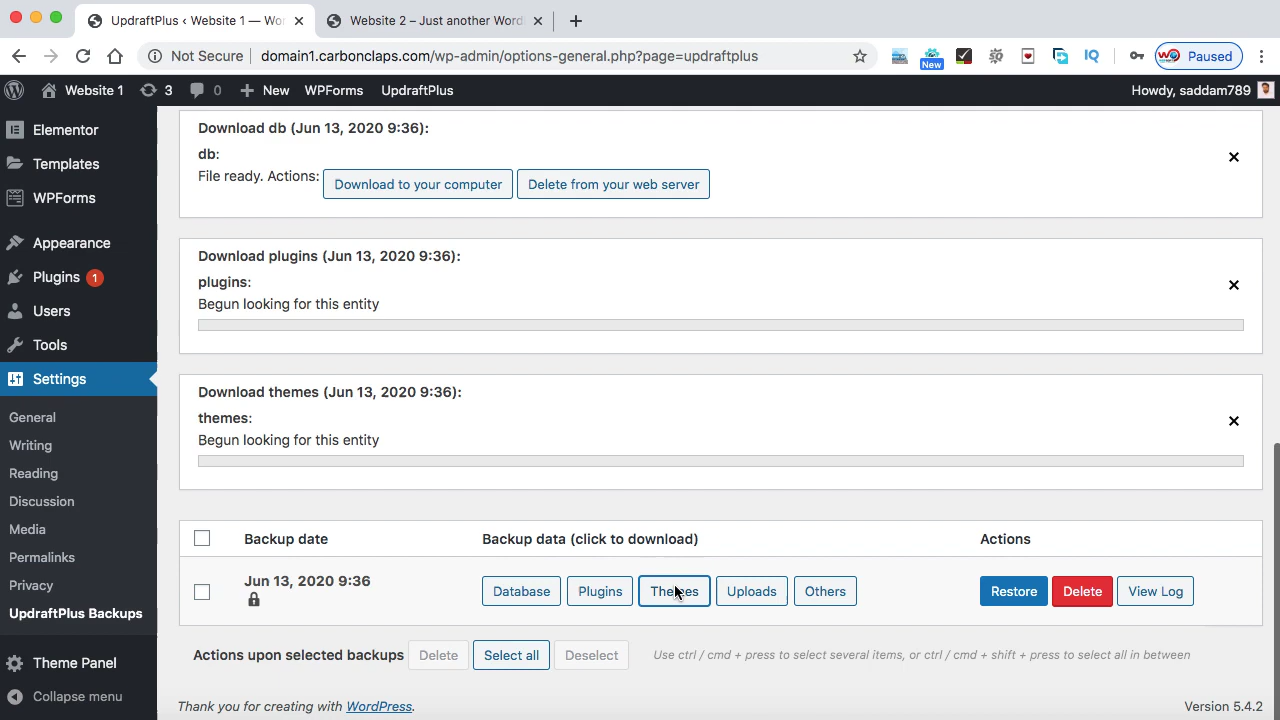 UpdraftPlus ‹ Website 1 — Wor
Website 2 – Just another Word
Not Secure
domain1.carbonclaps.com/wp-admin/options-general.php?page=updraftplus
New
IQ
Paused
Website 1
3
0
New
WPForms
UpdraftPlus
Howdy, saddam789
Elementor
Templates
WPForms
Appearance
Plugins 1
Users
Tools
Settings
General
Writing
Reading
Discussion
Media
Permalinks
Privacy
UpdraftPlus Backups
Theme Panel
Collapse menu
Download db (Jun 13, 2020 9:36):
db:
File ready. Actions: Download to your computer Delete from your web server
Download plugins (Jun 13, 2020 9:36):
plugins:
Begun looking for this entity
Download themes (Jun 13, 2020 9:36):
themes:
Begun looking for this entity
Backup date Backup data (click to download) Actions
Jun 13, 2020 9:36 Database Plugins Themes Uploads Others Restore Delete View Log
Actions upon selected backups Delete Select all Deselect Use ctrl / cmd + press to select several items, or ctrl / cmd + shift + press to select all in between
Thank you for creating with WordPress. Version 5.4.2